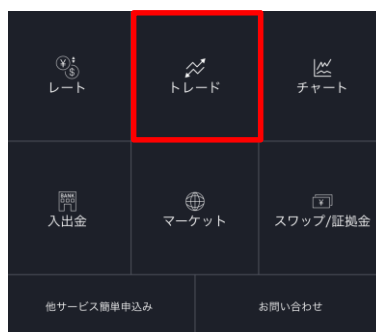 レート
トレード
チャート
BANK
入出金
マーケット
スワップ/証拠金
他サービス簡単申込み
お問い合わせ